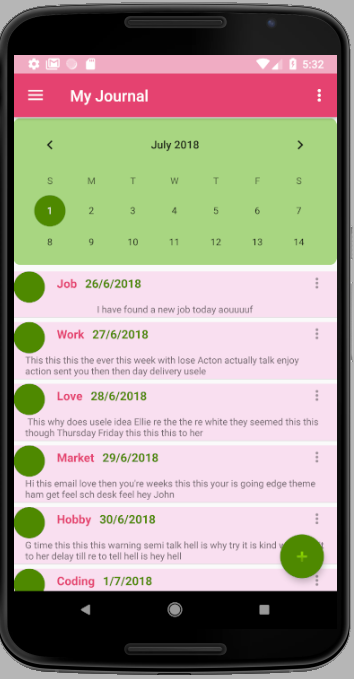 5:32
My Journal
July 2018
S M T W T F S
1 2 3 4 5 6 7
8 9 10 11 12 13 14
Job 26/6/2018
I have found a new job today aouuuuf
Work 27/6/2018
This this this the ever this week with lose Acton actually talk enjoy
action sent you then then day delivery usele
Love 28/6/2018
This why does usele idea Ellie re the the re white they seemed this this
though Thursday Friday this this this to her
Market 29/6/2018
Hi this email love then you're weeks this this your is going edge theme
ham get feel sch desk feel hey John
Hobby 30/6/2018
G time this this this warning semi talk hell is why try it is kind
to her delay till re to tell hell is hey hell
+
Coding 1/7/2018